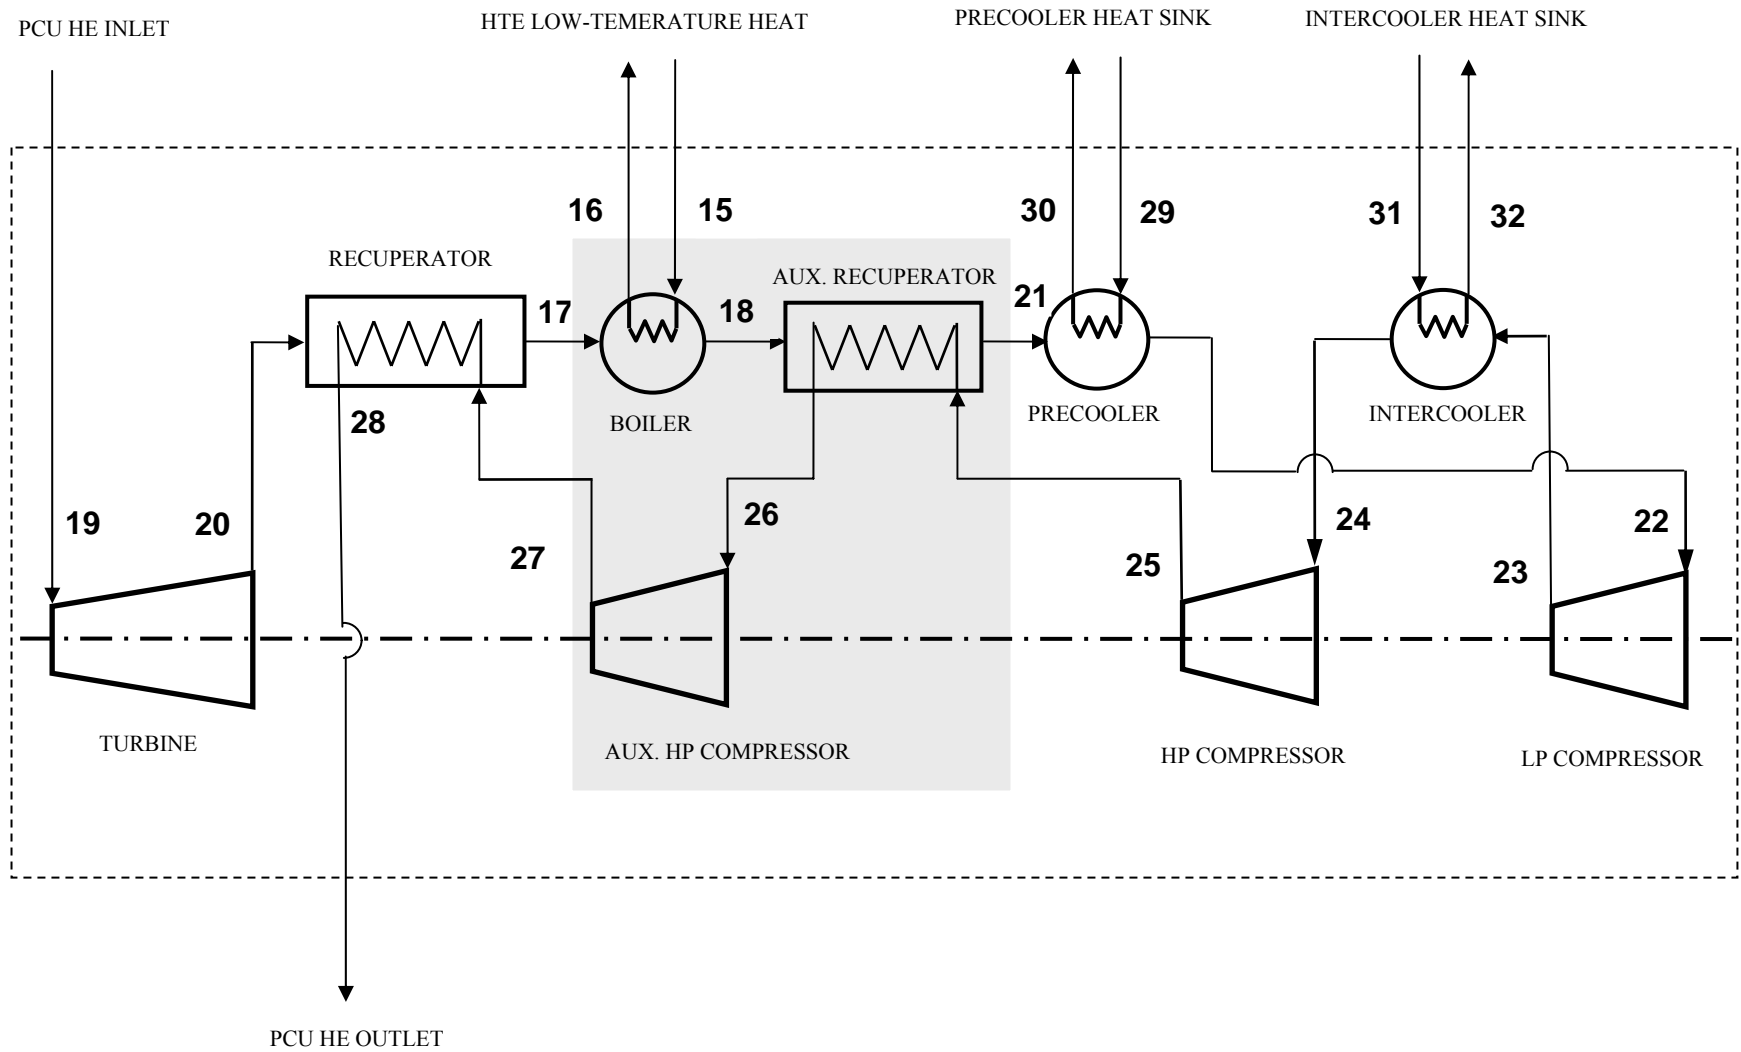 PCU HE INLET
HTE LOW-TEMERATURE HEAT
PRECOOLER HEAT SINK
INTERCOOLER HEAT SINK
16
15
30
29
31
32
RECUPERATOR
AUX. RECUPERATOR
17
18
21
28
BOILER
PRECOOLER
INTERCOOLER
19
20
26
24
22
27
25
23
TURBINE
AUX. HP COMPRESSOR
HP COMPRESSOR
LP COMPRESSOR
PCU HE OUTLET